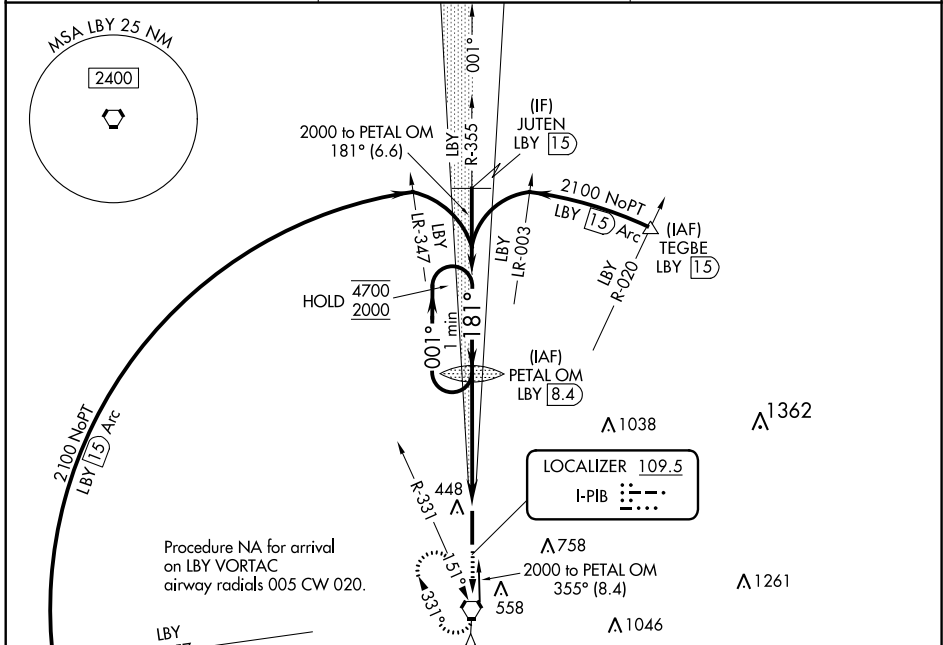 MSA LBY 25 NM
2400
001°
LBY
R-355
2000 to PETAL OM
181° (6.6)
(IF)
JUTEN
LBY 15
2100 NoPT
LBY 15 Arc
(IAF)
TEGBE
LBY 15
LBY
R-020
LBY
LR-347
LBY
LR-003
HOLD 4700
2000
001°
1 min
181°
(IAF)
PETAL OM
LBY 8.4
2100 NoPT
LBY 15 Arc
1038
1362
LOCALIZER 109.5
I-PIB
R-331
448
151°
331°
758
2000 to PETAL OM
355° (8.4)
558
1261
1046
Procedure NA for arrival
on LBY VORTAC
airway radials 005 CW 020.
LBY